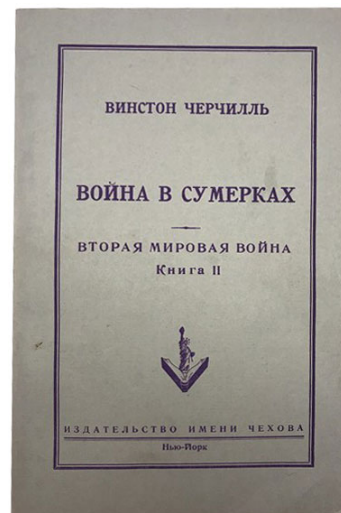 ВИНСТОН ЧЕРЧИЛЛЬ
ВОЙНА В СУМЕРКАХ
ВТОРАЯ МИРОВАЯ ВОЙНА
Книга II
ИЗДАТЕЛЬСТВО ИМЕНИ ЧЕХОВА
Нью-Йорк